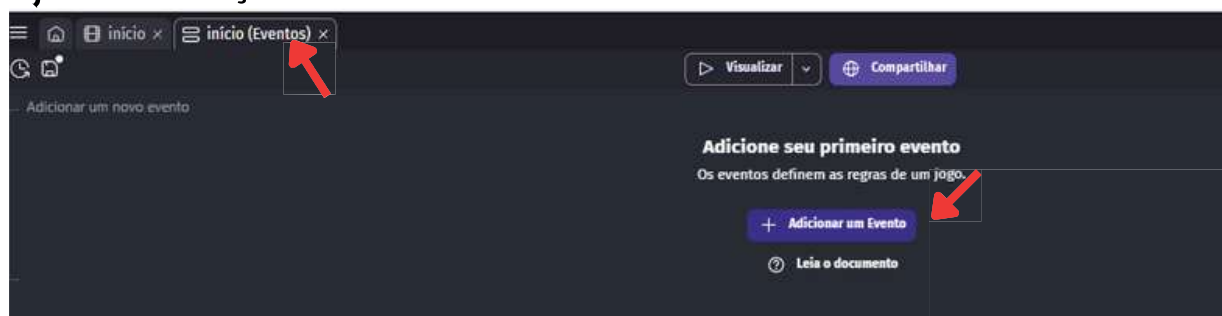 início × início (Eventos) ×
Visualizar Compartilhar
Adicionar um novo evento
Adicione seu primeiro evento
Os eventos definem as regras de um jogo.
+ Adicionar um Evento
Leia o documento